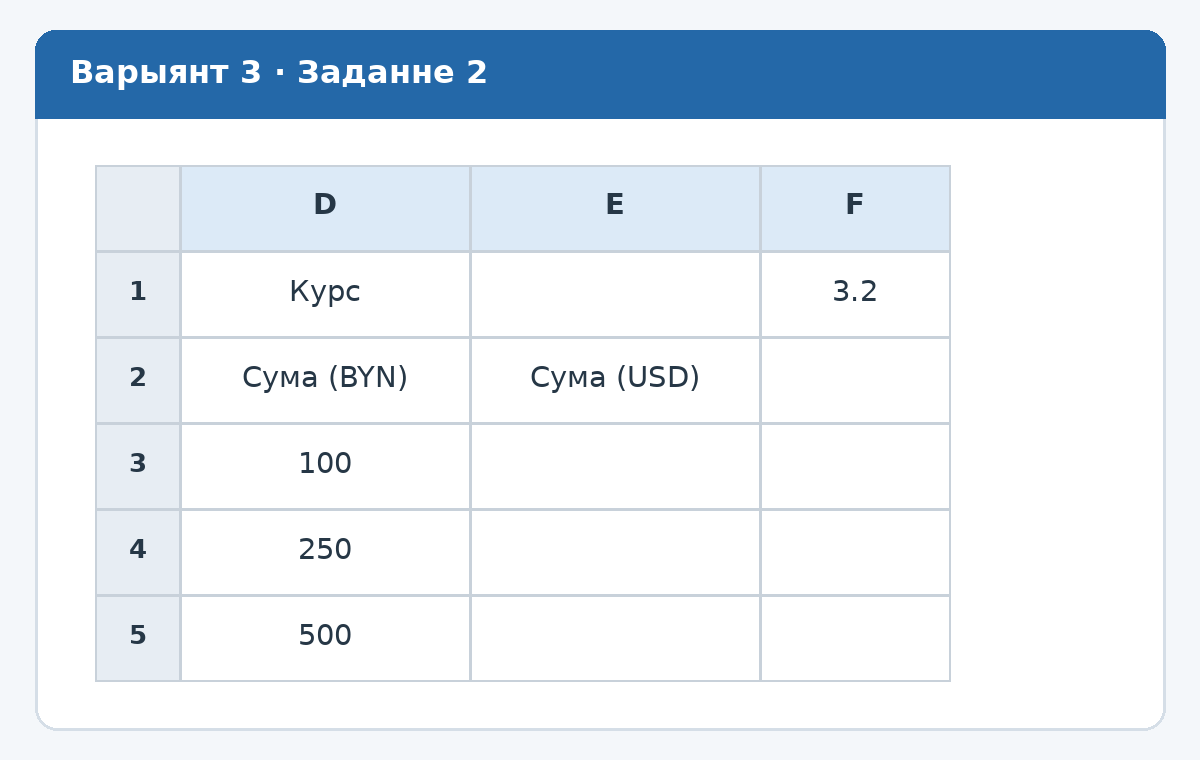 Варыянт 3 · Заданне 2
D E F
1 Курс 3.2
2 Сума (BYN) Сума (USD)
3 100
4 250
5 500